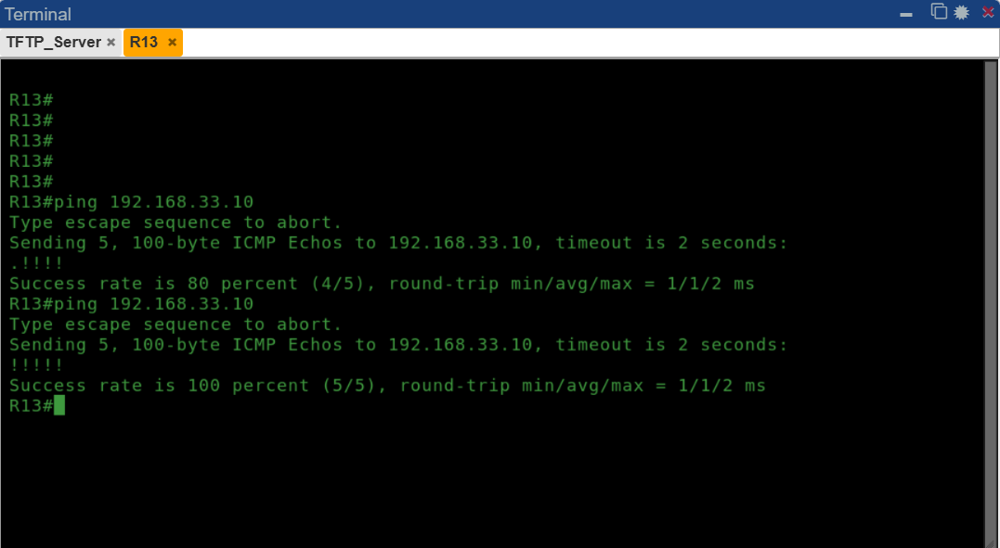 Terminal
TFTP_Server × R13 ×
R13#
R13#
R13#
R13#
R13#
R13#ping 192.168.33.10
Type escape sequence to abort.
Sending 5, 100-byte ICMP Echos to 192.168.33.10, timeout is 2 seconds:
.!!!!
Success rate is 80 percent (4/5), round-trip min/avg/max = 1/1/2 ms
R13#ping 192.168.33.10
Type escape sequence to abort.
Sending 5, 100-byte ICMP Echos to 192.168.33.10, timeout is 2 seconds:
!!!!!
Success rate is 100 percent (5/5), round-trip min/avg/max = 1/1/2 ms
R13#